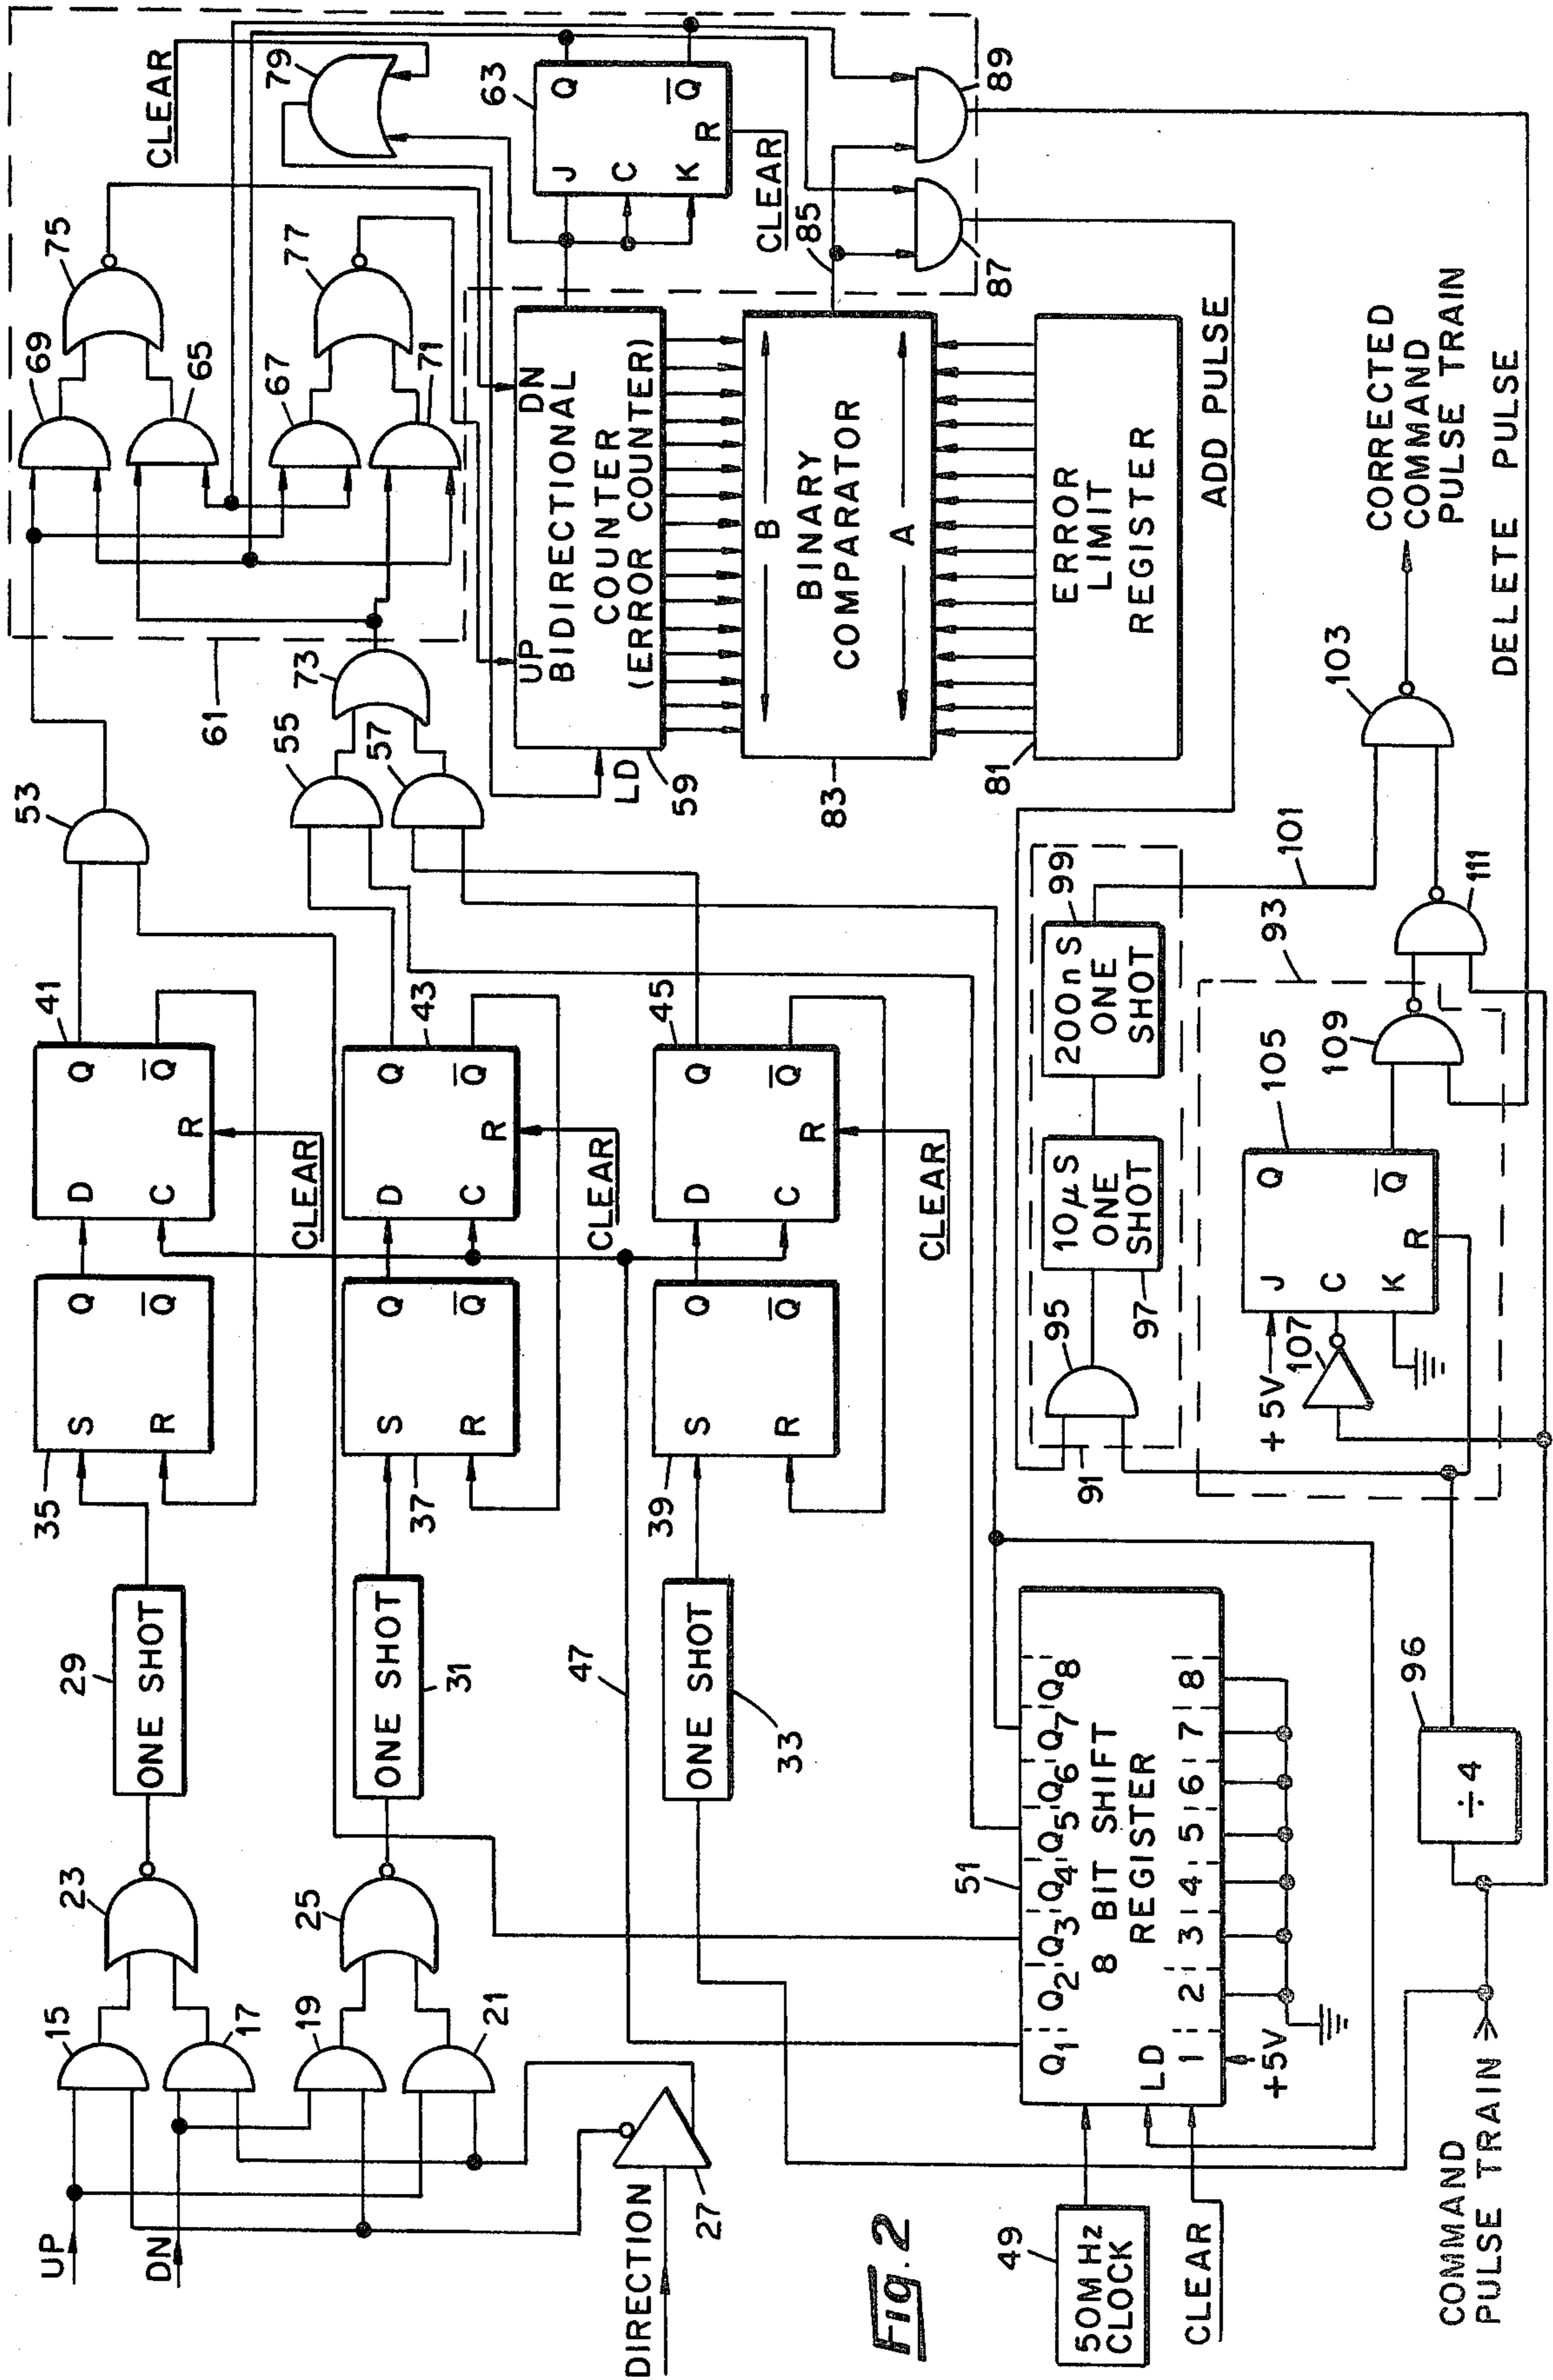 UP
DN
DIRECTION
27
15
17
19
21
23
25
29
ONE SHOT
31
ONE SHOT
33
ONE SHOT
35
S Q
R Q̅
37
S Q
R Q̅
39
S Q
R Q̅
41
D Q
C Q̅
R
CLEAR
43
D Q
C Q̅
R
CLEAR
45
D Q
C Q̅
R
CLEAR
47
53
55
57
73
61
69
65
67
71
75
77
CLEAR
79
63
J Q
C Q̅
K R
CLEAR
85
87
89
UP DN
BIDIRECTIONAL
COUNTER
(ERROR COUNTER)
LD
59
B
BINARY
COMPARATOR
A
83
ERROR
LIMIT
REGISTER
81
ADD PULSE
DELETE PULSE
Fig. 2
49
50MHz
CLOCK
CLEAR
51
Q1 Q2 Q3 Q4 Q5 Q6 Q7 Q8
8 BIT SHIFT
REGISTER
LD
1 2 3 4 5 6 7 8
+5V
COMMAND
PULSE TRAIN
96
÷4
91
95
97
10µS
ONE
SHOT
99
200nS
ONE
SHOT
101
93
+5V
107
105
J Q
C Q̅
K R
109
111
103
CORRECTED
COMMAND
PULSE TRAIN